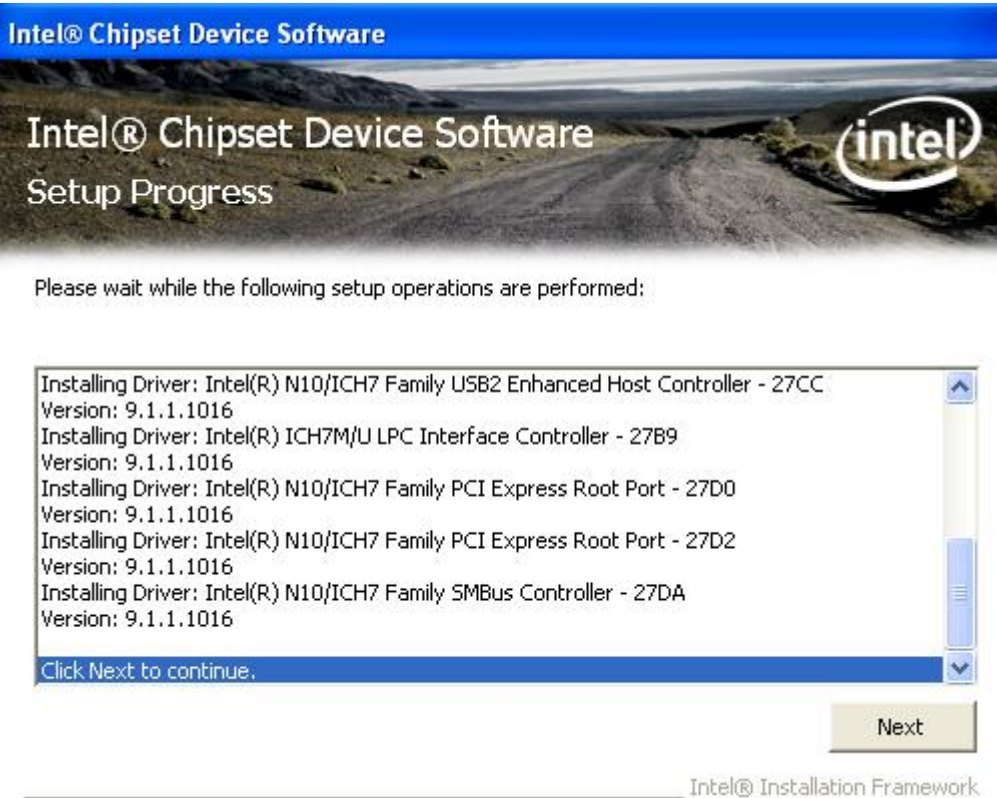 Intel® Chipset Device Software
Intel® Chipset Device Software
intel
Setup Progress
Please wait while the following setup operations are performed:
Installing Driver: Intel(R) N10/ICH7 Family USB2 Enhanced Host Controller - 27CC
Version: 9.1.1.1016
Installing Driver: Intel(R) ICH7M/U LPC Interface Controller - 27B9
Version: 9.1.1.1016
Installing Driver: Intel(R) N10/ICH7 Family PCI Express Root Port - 27D0
Version: 9.1.1.1016
Installing Driver: Intel(R) N10/ICH7 Family PCI Express Root Port - 27D2
Version: 9.1.1.1016
Installing Driver: Intel(R) N10/ICH7 Family SMBus Controller - 27DA
Version: 9.1.1.1016
Click Next to continue.
Next
Intel® Installation Framework